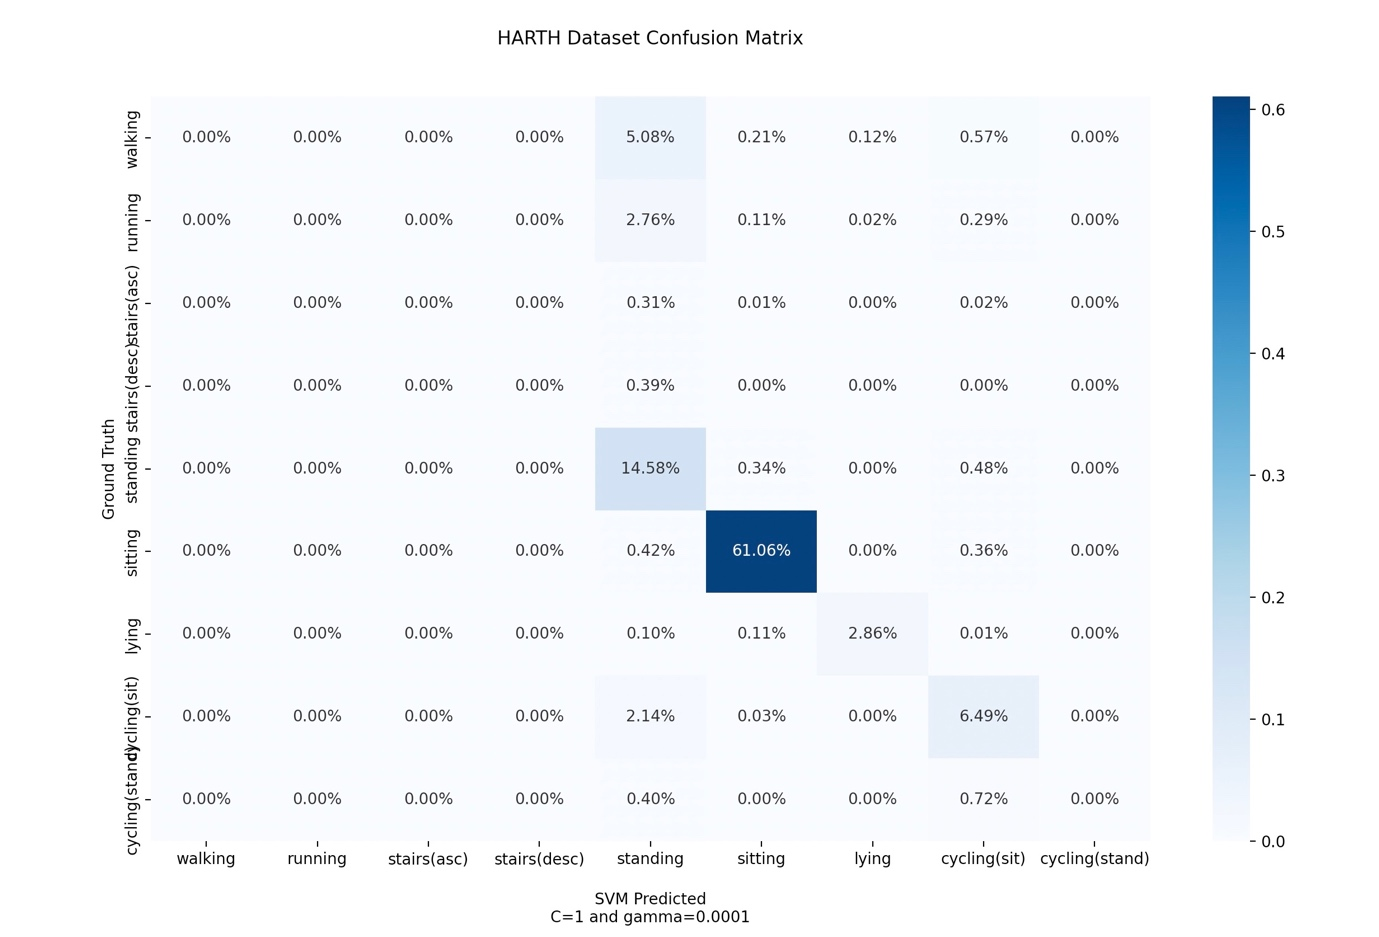 HARTH Dataset Confusion Matrix
walking 0.00% 0.00% 0.00% 0.00% 5.08% 0.21% 0.12% 0.57% 0.00%
running 0.00% 0.00% 0.00% 0.00% 2.76% 0.11% 0.02% 0.29% 0.00%
stairs(asc) 0.00% 0.00% 0.00% 0.00% 0.31% 0.01% 0.00% 0.02% 0.00%
stairs(desc) 0.00% 0.00% 0.00% 0.00% 0.39% 0.00% 0.00% 0.00% 0.00%
standing 0.00% 0.00% 0.00% 0.00% 14.58% 0.34% 0.00% 0.48% 0.00%
sitting 0.00% 0.00% 0.00% 0.00% 0.42% 61.06% 0.00% 0.36% 0.00%
lying 0.00% 0.00% 0.00% 0.00% 0.10% 0.11% 2.86% 0.01% 0.00%
cycling(sit) 0.00% 0.00% 0.00% 0.00% 2.14% 0.03% 0.00% 6.49% 0.00%
cycling(stand) 0.00% 0.00% 0.00% 0.00% 0.40% 0.00% 0.00% 0.72% 0.00%
Ground Truth
walking running stairs(asc) stairs(desc) standing sitting lying cycling(sit) cycling(stand)
SVM Predicted
C=1 and gamma=0.0001
0.6
0.5
0.4
0.3
0.2
0.1
0.0